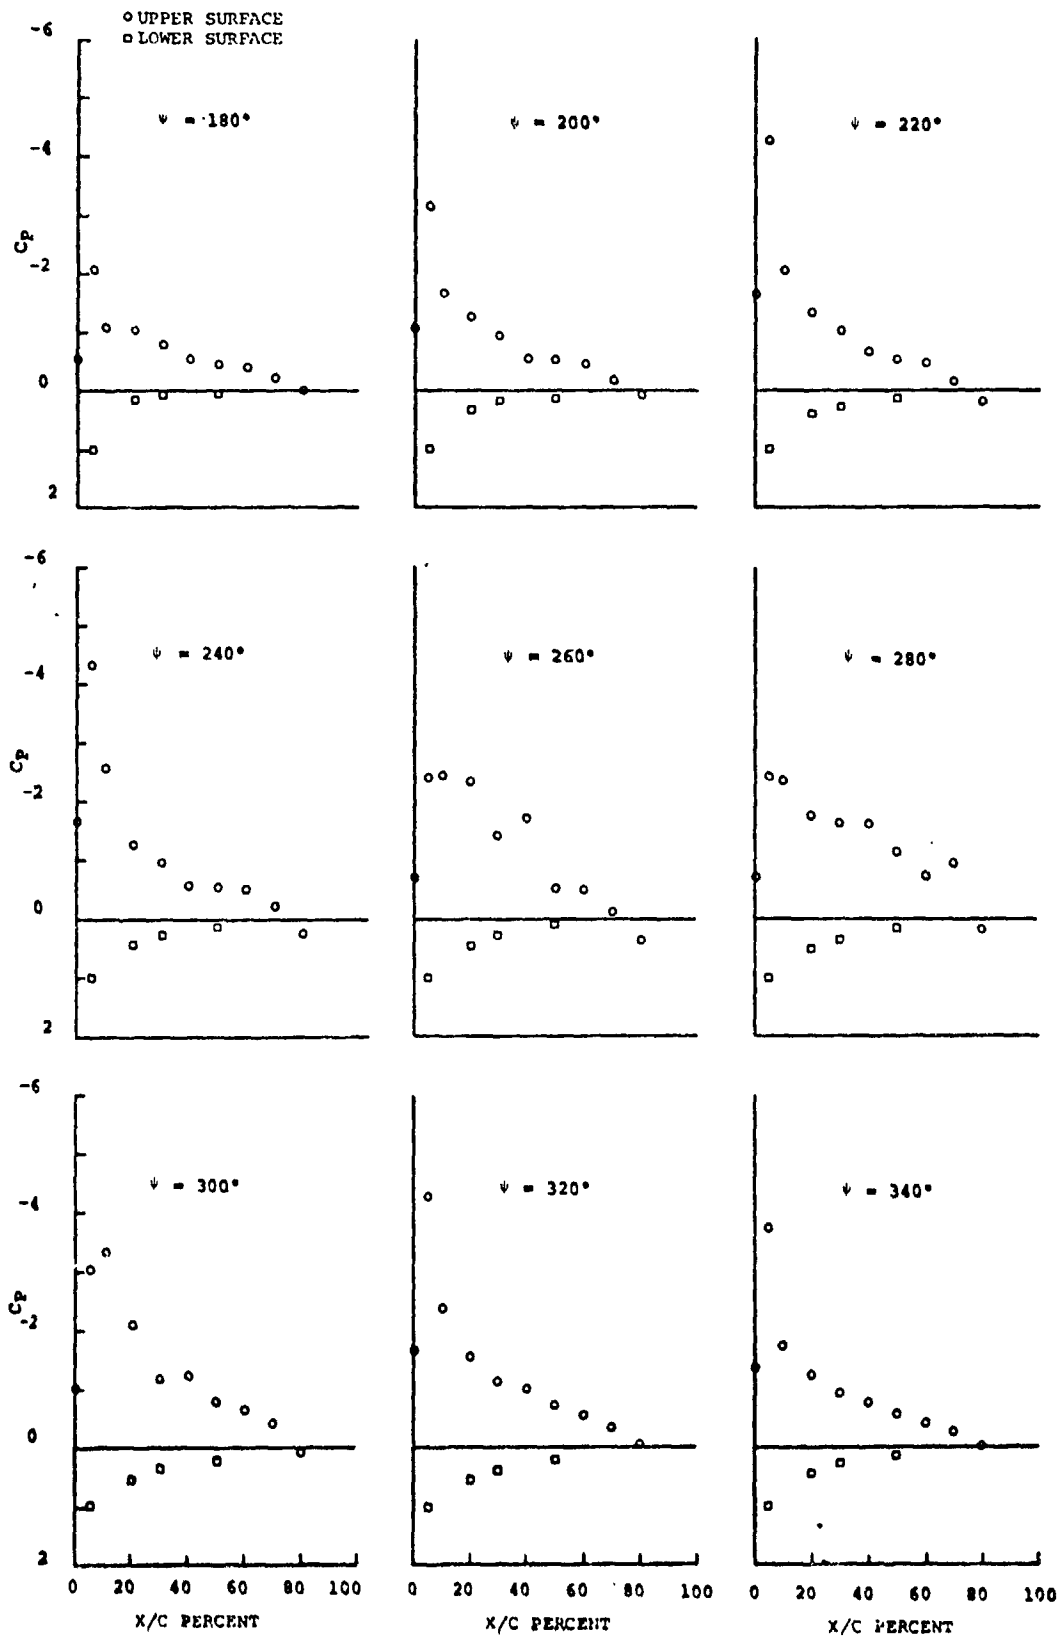 ○ UPPER SURFACE
□ LOWER SURFACE
-6
-4
-2
0
2
Cp
ψ = 180°
ψ = 200°
ψ = 220°
-6
-4
-2
0
2
Cp
ψ = 240°
ψ = 260°
ψ = 280°
-6
-4
-2
0
2
Cp
ψ = 300°
ψ = 320°
ψ = 340°
0 20 40 60 80 100
0 20 40 60 80 100
0 20 40 60 80 100
X/C PERCENT
X/C PERCENT
X/C PERCENT